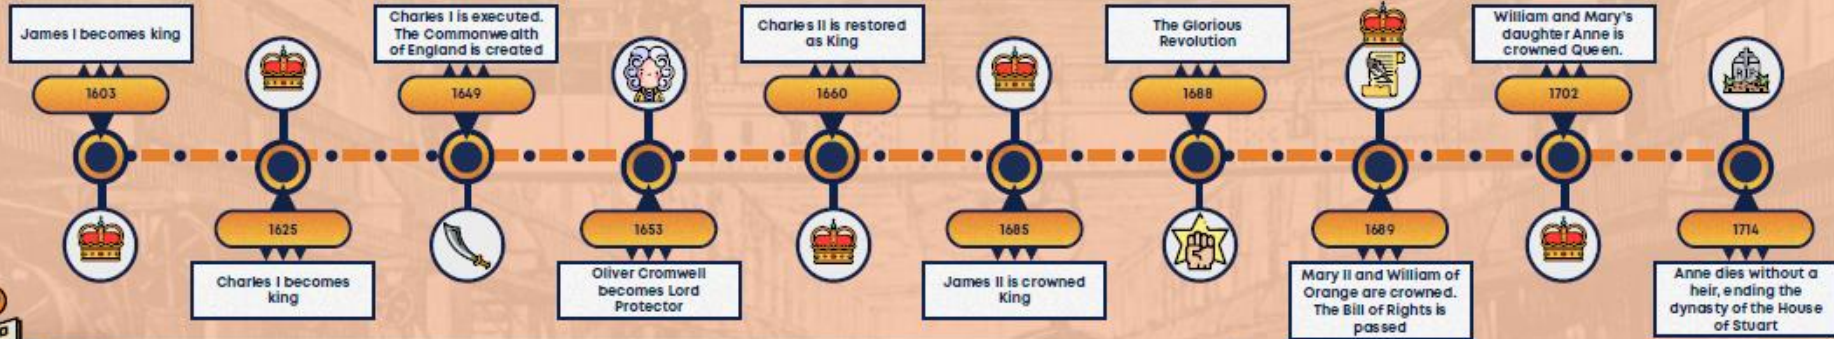 James I becomes king
1603
1625
Charles I becomes
king
Charles I is executed.
The Commonwealth
of England is created
1649
1653
Oliver Cromwell
becomes Lord
Protector
Charles II is restored
as King
1660
1685
James II is crowned
King
The Glorious
Revolution
1688
1689
Mary II and William of
Orange are crowned.
The Bill of Rights is
passed
William and Mary's
daughter Anne is
crowned Queen.
1702
RIP
1714
Anne dies without a
heir, ending the
dynasty of the House
of Stuart